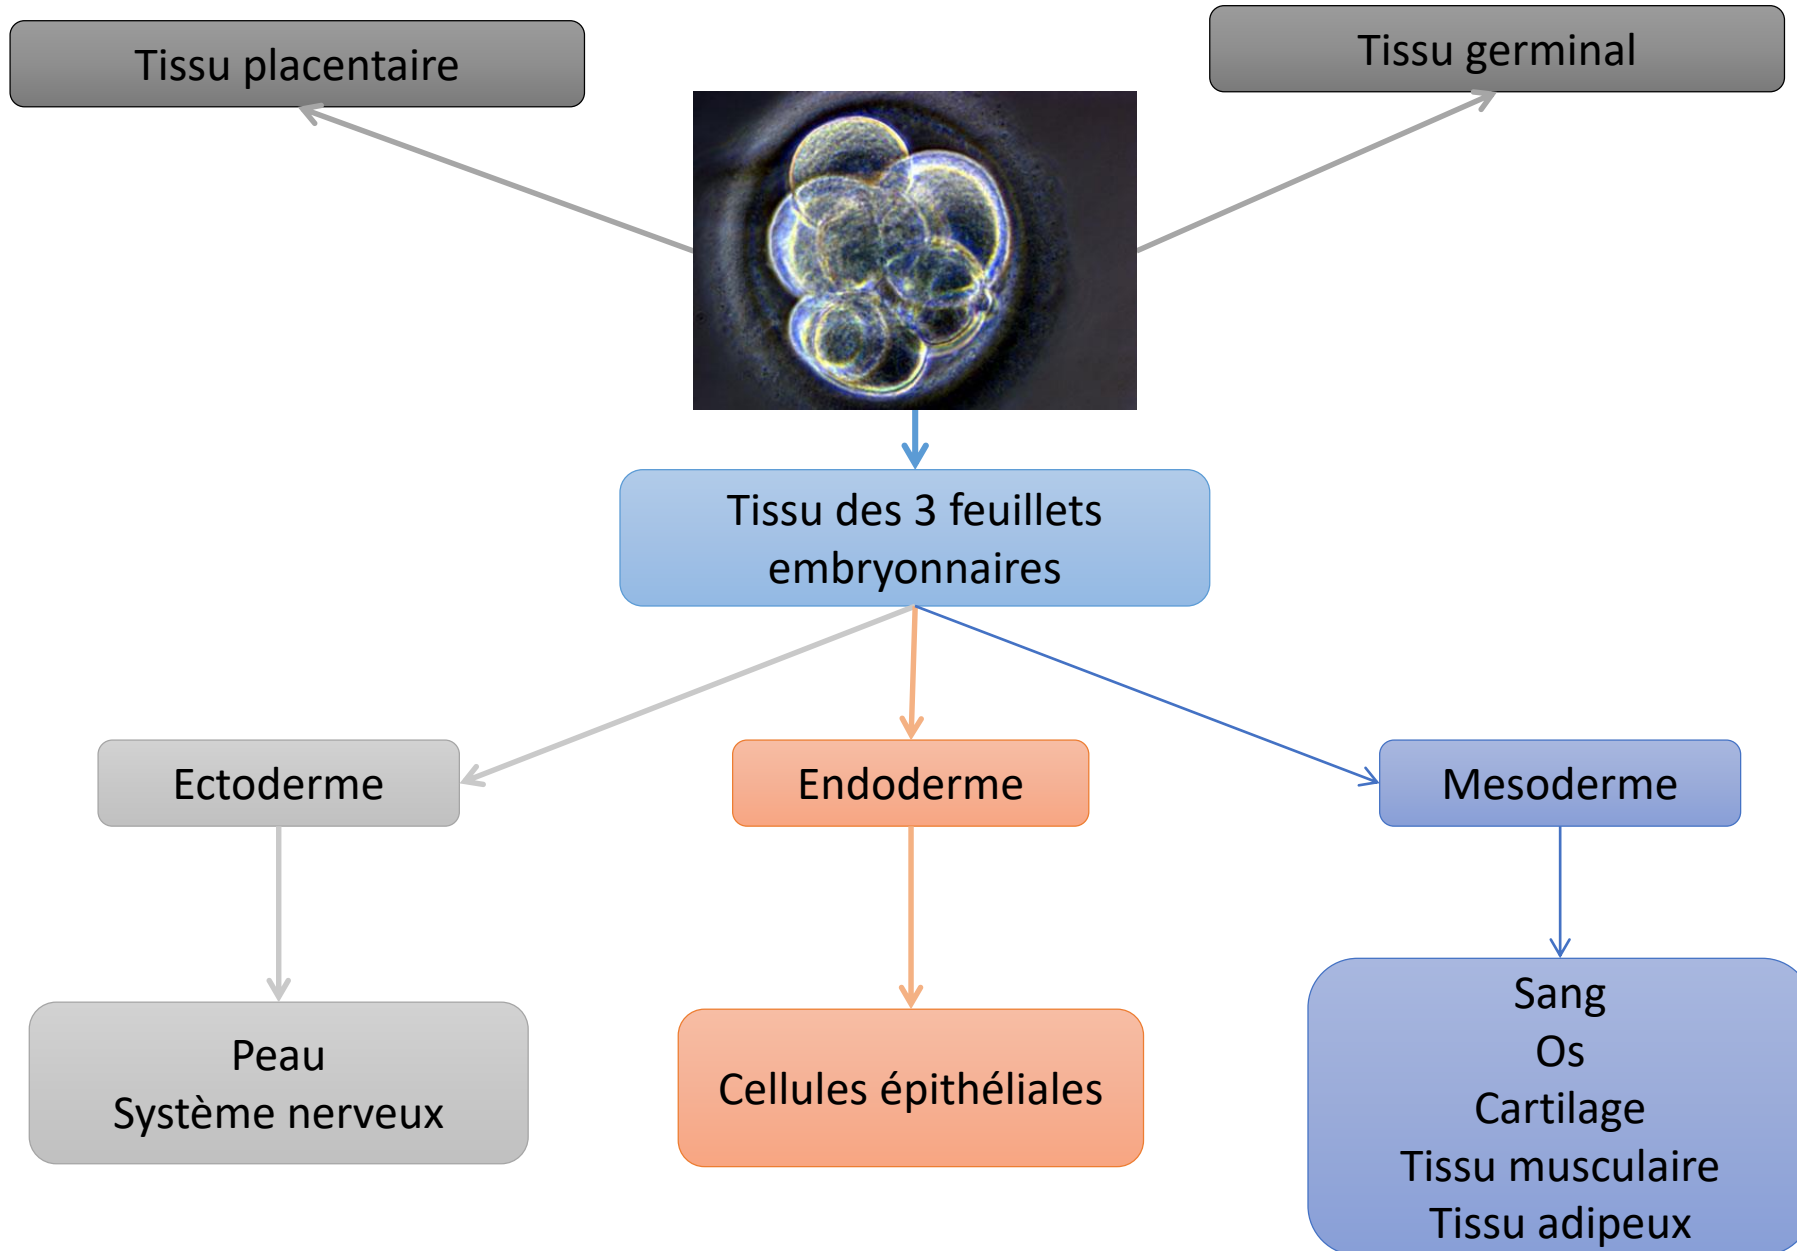 Tissu placentaire
Tissu germinal
Tissu des 3 feuillets
embryonnaires
Ectoderme
Endoderme
Mesoderme
Peau
Système nerveux
Cellules épithéliales
Sang
Os
Cartilage
Tissu musculaire
Tissu adipeux